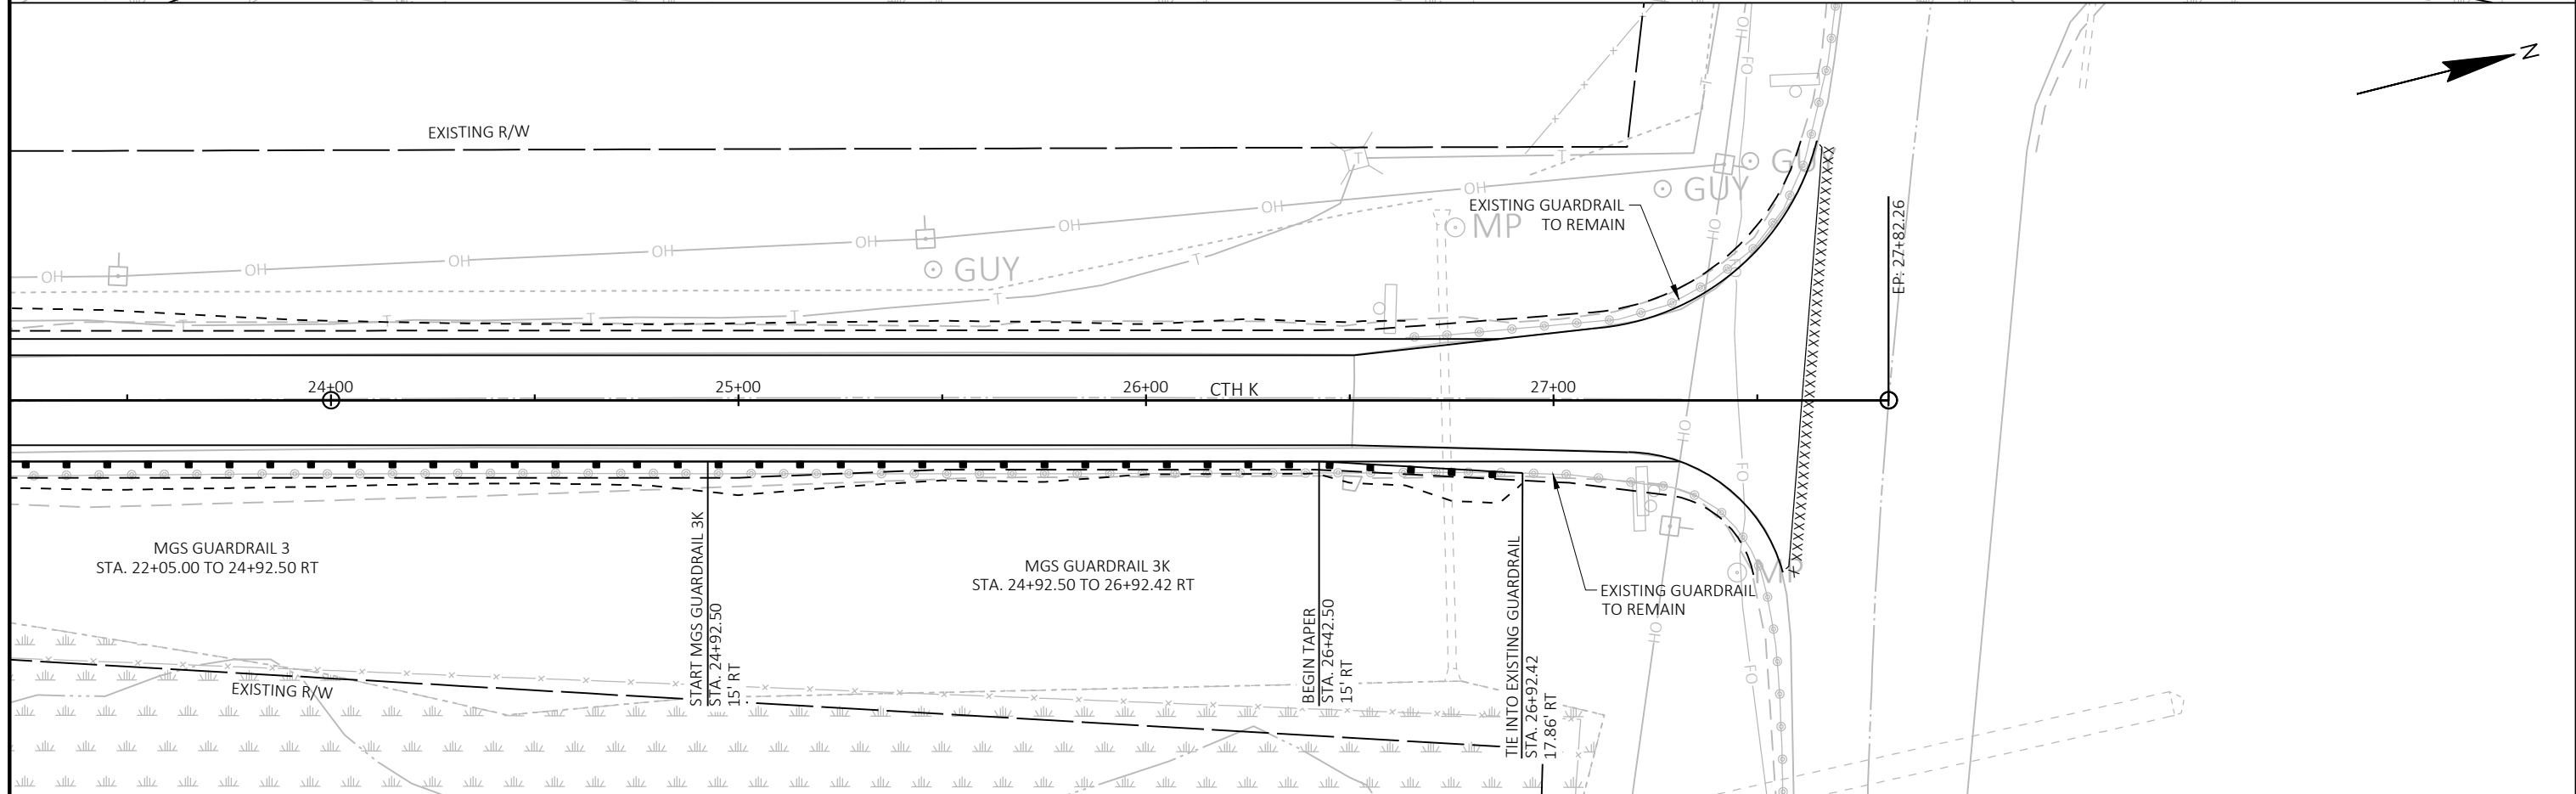 N
OH
FO
T
EXISTING R/W
T
T
GUY
GUY
OH
OH
OH
OH
OH
OH
OH
OH
EXISTING GUARDRAIL
TO REMAIN
MP
OH
EP: 27+82.26
GUY
T
T
T
T
T
T
24+00
25+00
26+00
CTH K
27+00
OH
FO
MGS GUARDRAIL 3
STA. 22+05.00 TO 24+92.50 RT
START MGS GUARDRAIL 3K
STA. 24+92.50
15' RT
MGS GUARDRAIL 3K
STA. 24+92.50 TO 26+92.42 RT
BEGIN TAPER
STA. 26+42.50
15' RT
TIE INTO EXISTING GUARDRAIL
STA. 26+92.42
17.86' RT
EXISTING GUARDRAIL
TO REMAIN
MP
OH
FO
EXISTING R/W